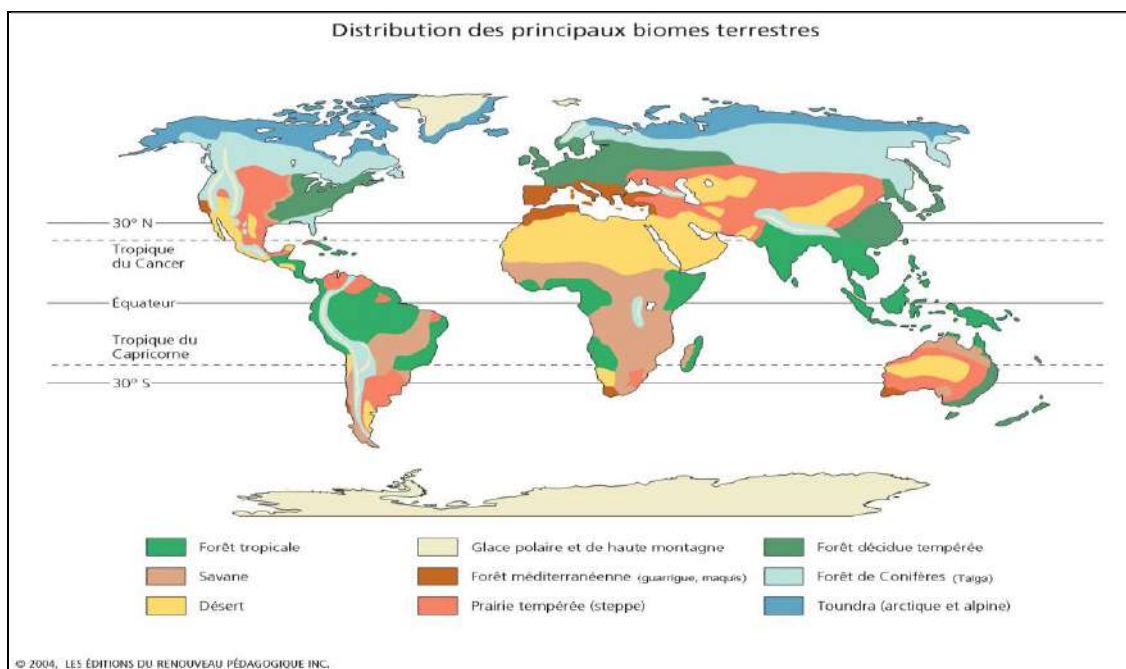 Distribution des principaux biomes terrestres
30° N
Tropique
du Cancer
Équateur
Tropique du
Capricorne
30° S
Forêt tropicale
Glace polaire et de haute montagne
Forêt décidue tempérée
Savane
Forêt méditerranéenne (guarrigue, maquis)
Forêt de Conifères (Taïga)
Désert
Prairie tempérée (steppe)
Toundra (arctique et alpine)
© 2004, LES ÉDITIONS DU RENOUVEAU PÉDAGOGIQUE INC.